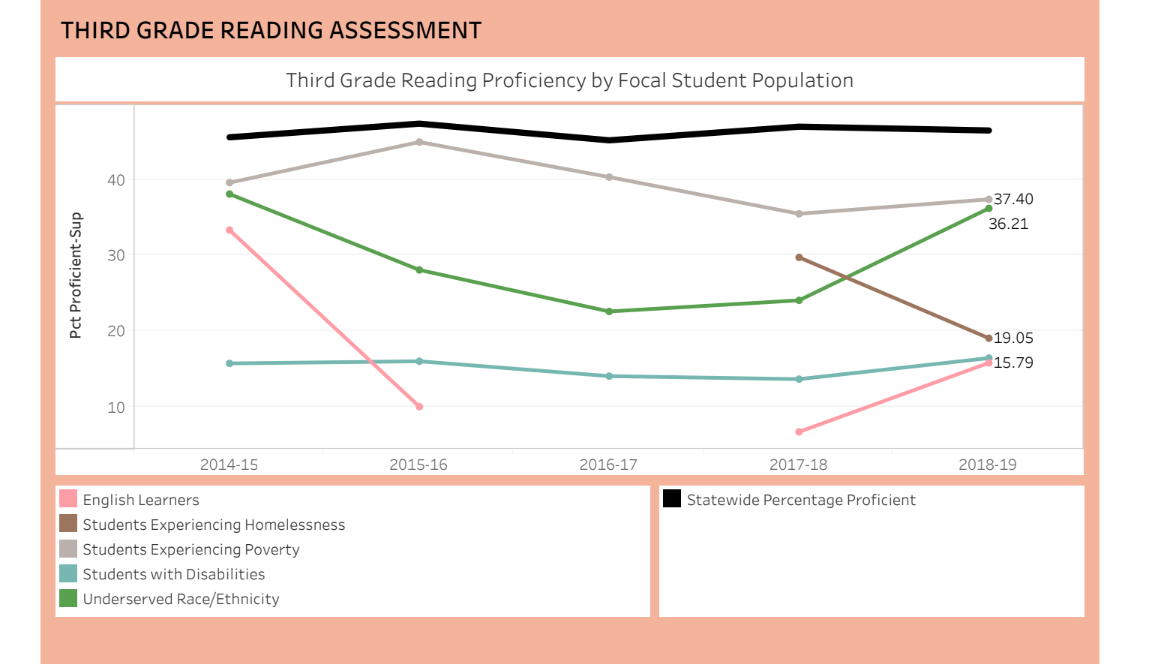 THIRD GRADE READING ASSESSMENT
Third Grade Reading Proficiency by Focal Student Population
Pct Proficient-Sup
40
30
20
10
37.40
36.21
19.05
15.79
2014-15
2015-16
2016-17
2017-18
2018-19
English Learners
Students Experiencing Homelessness
Students Experiencing Poverty
Students with Disabilities
Underserved Race/Ethnicity
Statewide Percentage Proficient